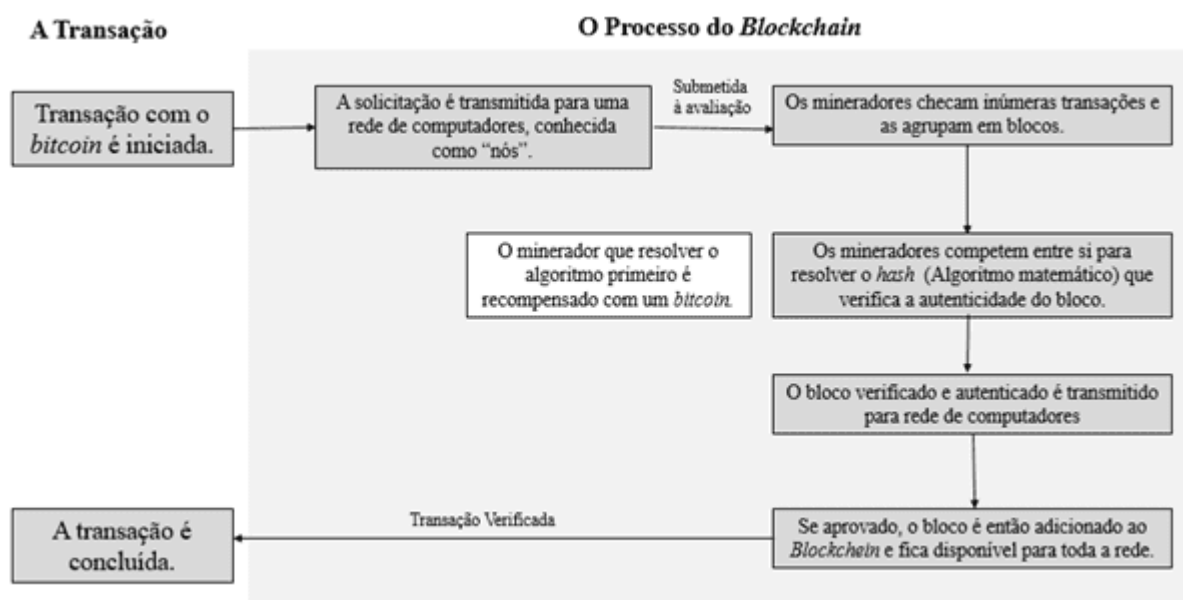 A Transação
O Processo do Blockchain
Transação com o
bitcoin é iniciada.
A solicitação é transmitida para uma
rede de computadores, conhecida
como “nós”.
Submetida
à avaliação
Os mineradores checam inúmeras transações e
as agrupam em blocos.
O minerador que resolver o
algoritmo primeiro é
recompensado com um bitcoin.
Os mineradores competem entre si para
resolver o hash (Algoritmo matemático) que
verifica a autenticidade do bloco.
O bloco verificado e autenticado é transmitido
para rede de computadores
Se aprovado, o bloco é então adicionado ao
Blockchein e fica disponível para toda a rede.
Transação Verificada
A transação é
concluída.